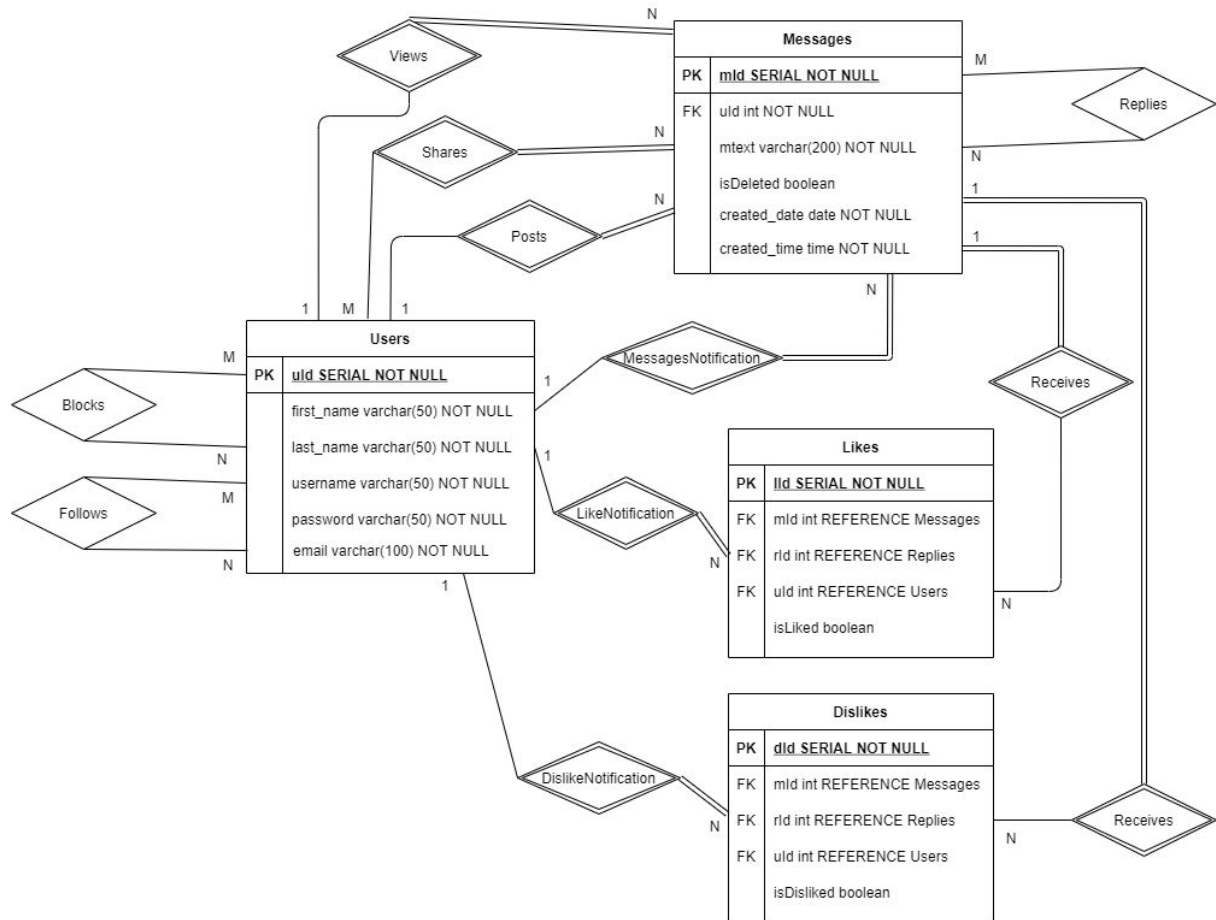 N
Messages
Views
PK mId SERIAL NOT NULL
M
FK uId int NOT NULL
Replies
N
Shares
mtext varchar(200) NOT NULL
N
isDeleted boolean
1
N
created_date date NOT NULL
Posts
1
created_time time NOT NULL
N
1
M
1
Users
M
MessagesNotification
PK uId SERIAL NOT NULL
1
Receives
Blocks
first_name varchar(50) NOT NULL
last_name varchar(50) NOT NULL
1
Likes
N
username varchar(50) NOT NULL
PK lId SERIAL NOT NULL
M
Follows
password varchar(50) NOT NULL
LikeNotification
FK mId int REFERENCE Messages
email varchar(100) NOT NULL
N
FK rId int REFERENCE Replies
N
1
FK uId int REFERENCE Users
N
isLiked boolean
Dislikes
PK dId SERIAL NOT NULL
DislikeNotification
FK mId int REFERENCE Messages
N
FK rId int REFERENCE Replies
Receives
N
FK uId int REFERENCE Users
isDisliked boolean